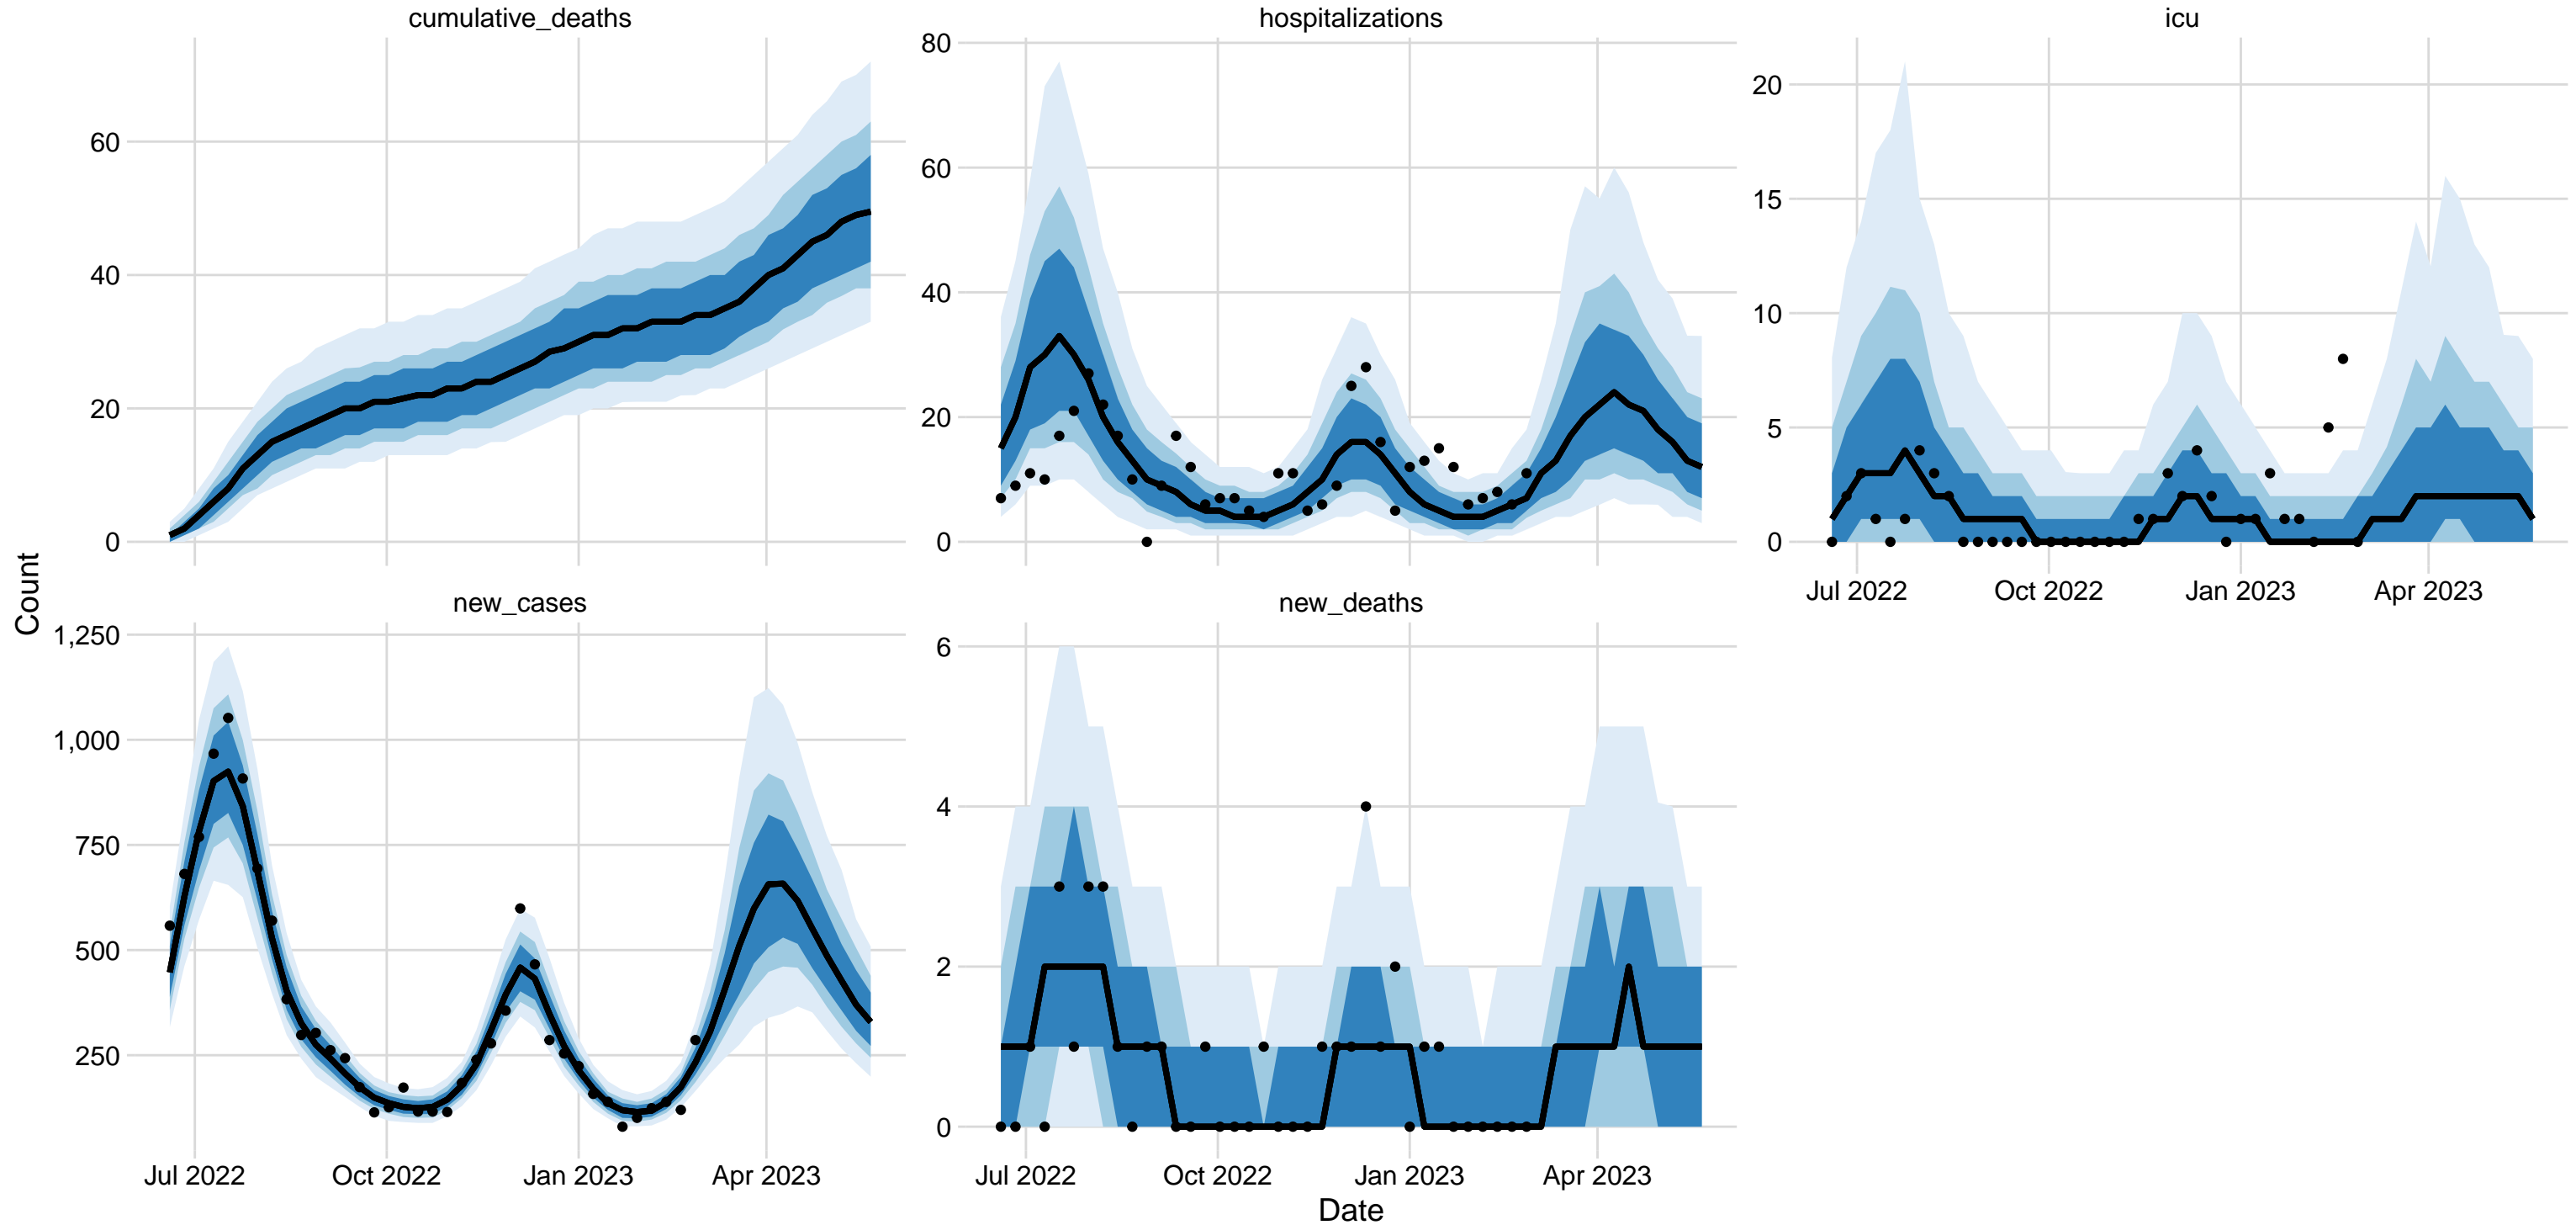 cumulative_deaths
hospitalizations
icu
80
60
40
20
0
60
40
20
0
20
15
10
5
0
Jul 2022 Oct 2022 Jan 2023 Apr 2023
Count
new_cases
new_deaths
1,250
1,000
750
500
250
6
4
2
0
Jul 2022 Oct 2022 Jan 2023 Apr 2023
Jul 2022 Oct 2022 Jan 2023 Apr 2023
Date